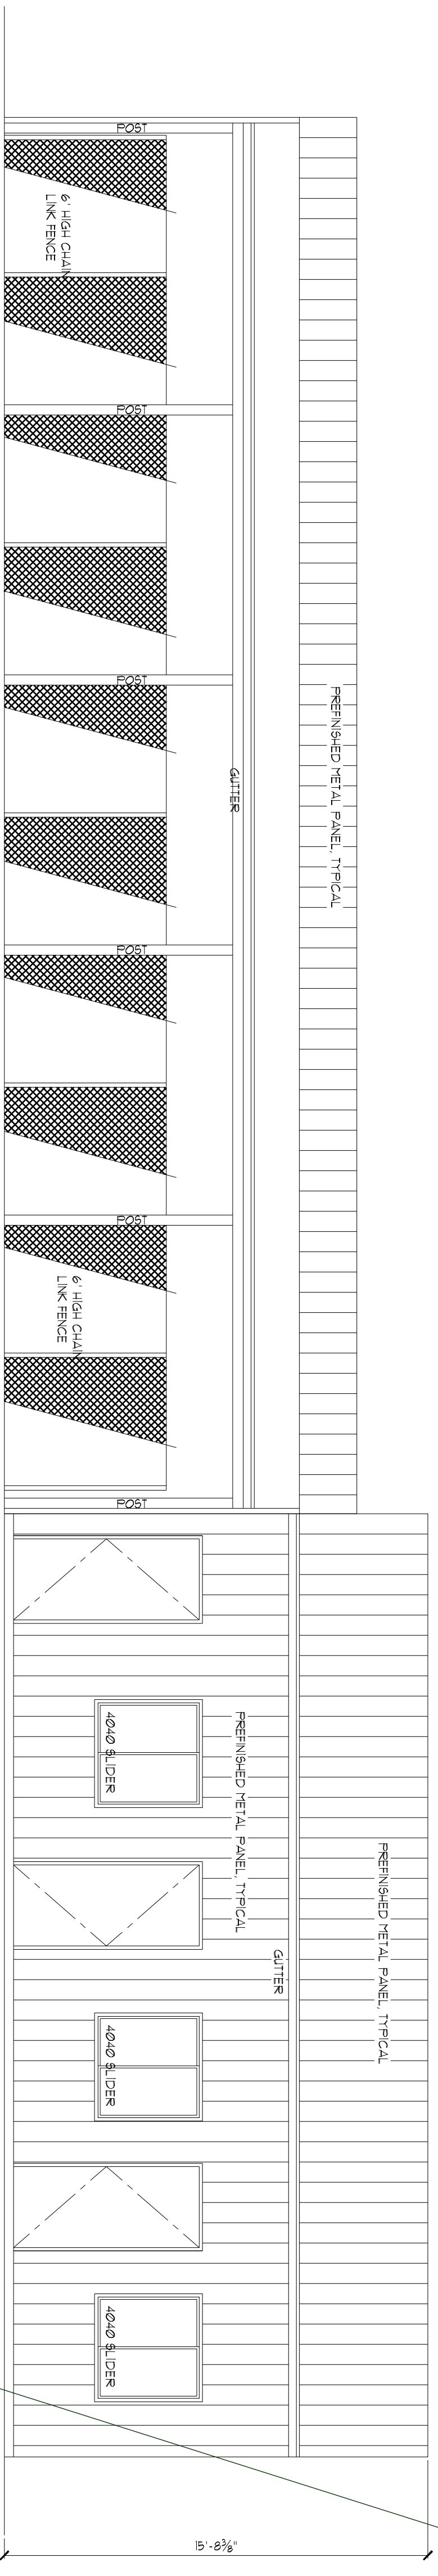 POST
6' HIGH CHAIN
LINK FENCE
POST
POST
PREFINISHED METAL PANEL, TYPICAL
GUTTER
POST
POST
6' HIGH CHAIN
LINK FENCE
POST
4040 SLIDER
PREFINISHED METAL PANEL, TYPICAL
PREFINISHED METAL PANEL, TYPICAL
GUTTER
4040 SLIDER
4040 SLIDER
15'-8⅜"